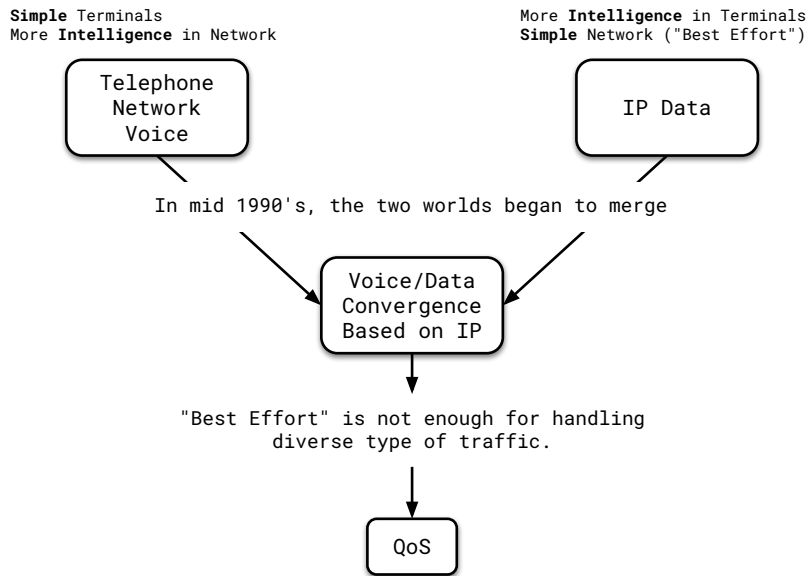 Simple Terminals
More Intelligence in Network
More Intelligence in Terminals
Simple Network ("Best Effort")
Telephone
Network
Voice
IP Data
In mid 1990's, the two worlds began to merge
Voice/Data
Convergence
Based on IP
"Best Effort" is not enough for handling
diverse type of traffic.
QoS